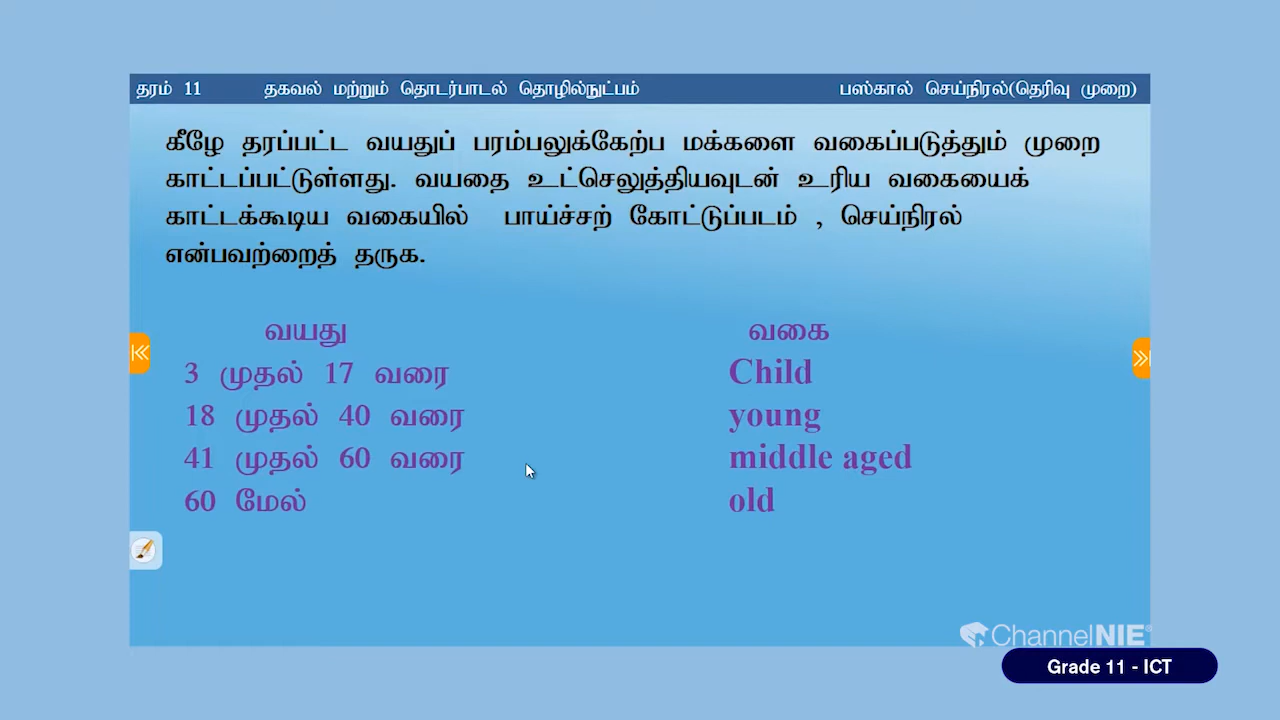 தரம் 11 தகவல் மற்றும் தொடர்பாடல் தொழில்நுட்பம் பஸ்கால் செய்நிரல்(தெரிவு முறை)
கீழே தரப்பட்ட வயதுப் பரம்பலுக்கேற்ப மக்களை வகைப்படுத்தும் முறை
காட்டப்பட்டுள்ளது. வயதை உட்செலுத்தியவுடன் உரிய வகையைக்
காட்டக்கூடிய வகையில் பாய்ச்சற் கோட்டுப்படம் , செய்நிரல்
என்பவற்றைத் தருக.
வயது வகை
3 முதல் 17 வரை Child
18 முதல் 40 வரை young
41 முதல் 60 வரை middle aged
60 மேல் old
ChannelNIE®
Grade 11 - ICT